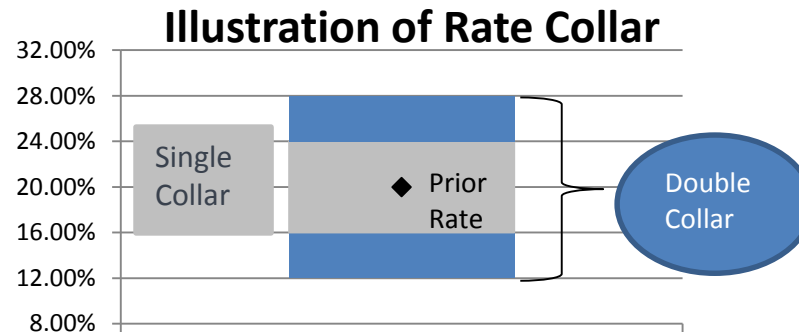 Illustration of Rate Collar
32.00%
28.00%
24.00%
20.00%
16.00%
12.00%
8.00%
Single
Collar
Prior
Rate
Double
Collar